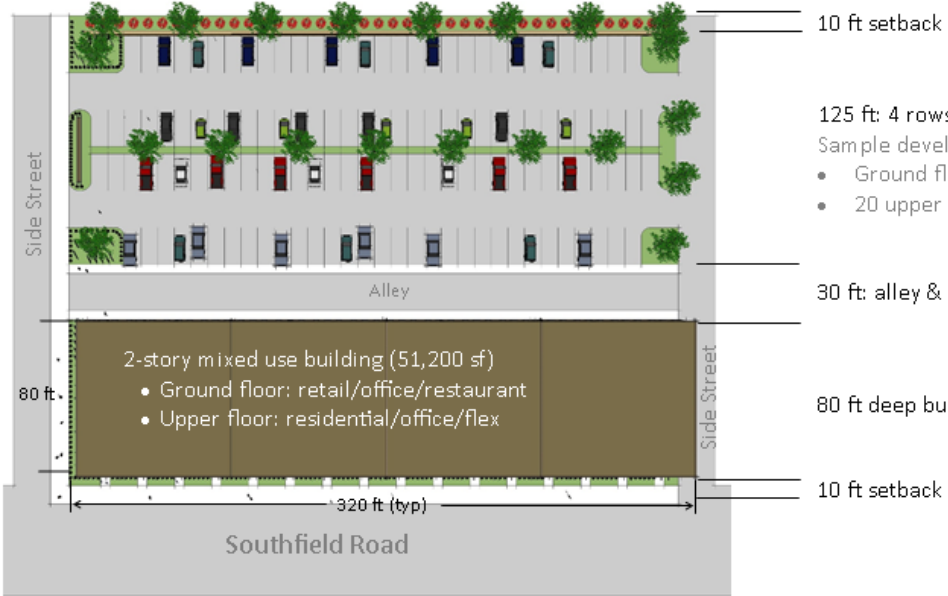 10 ft setback
125 ft: 4 rows
Sample devel
• Ground fl
• 20 upper
Side Street
30 ft: alley &
Alley
2-story mixed use building (51,200 sf)
• Ground floor: retail/office/restaurant
• Upper floor: residential/office/flex
80 ft
Side Street
80 ft deep bu
10 ft setback
320 ft (typ)
Southfield Road